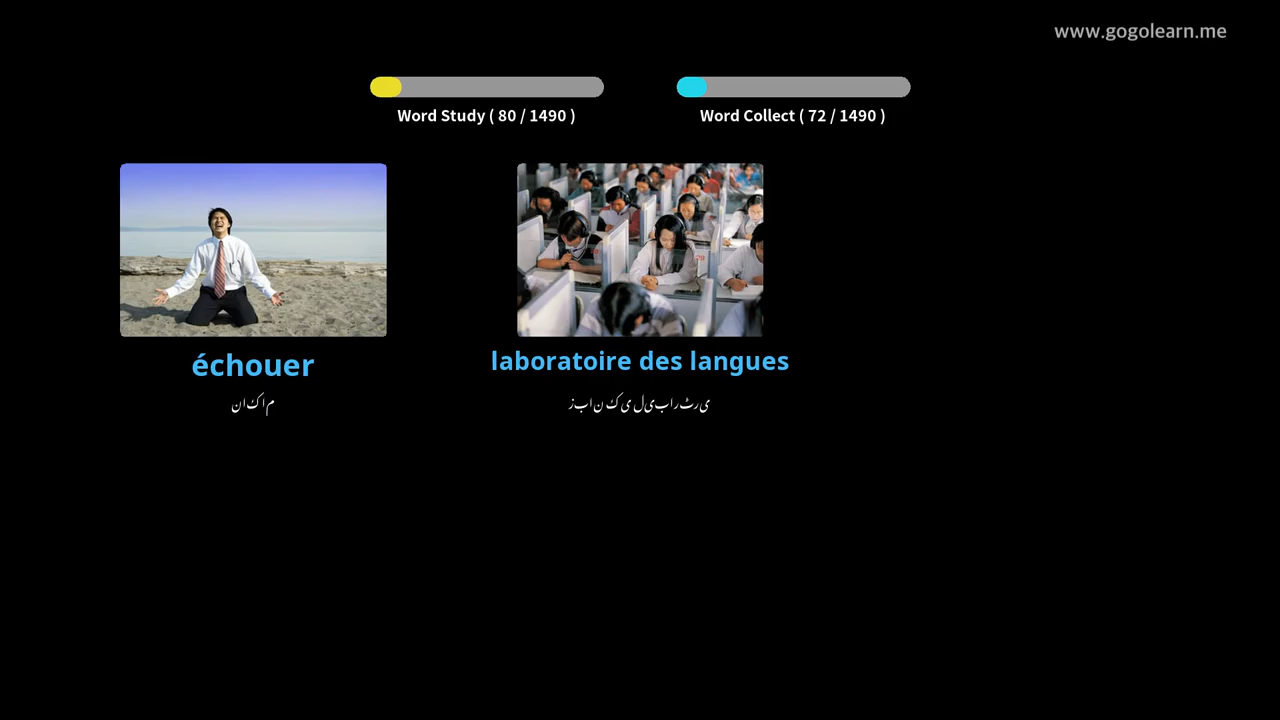 www.gogolearn.me
Word Study ( 80 / 1490 )
Word Collect ( 72 / 1490 )
échouer
ناکام
laboratoire des langues
زبان کی لیبارٹری